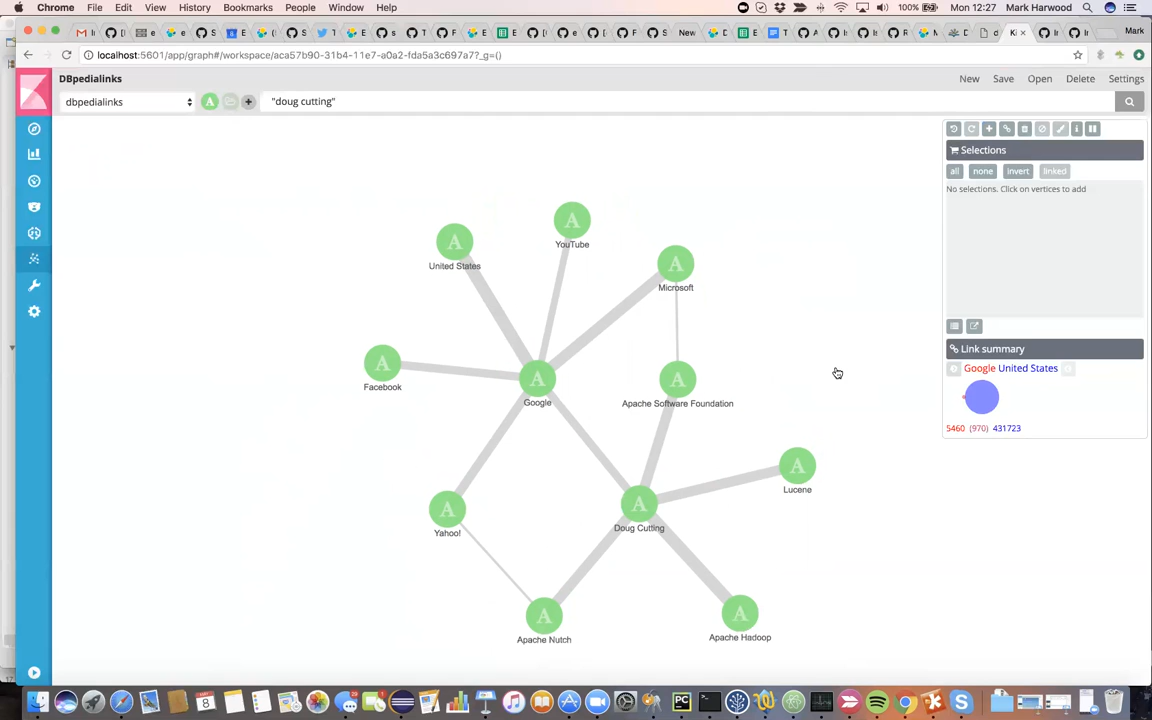 Chrome File Edit View History Bookmarks People Window Help
100% Mon 12:27 Mark Harwood
New
Mark
localhost:5601/app/graph#/workspace/aca57b90-31b4-11e7-a0a2-fda5a3c697a7?_g=()
DBpedialinks
New Save Open Delete Settings
dbpedialinks
"doug cutting"
Selections
all none invert linked
No selections. Click on vertices to add
YouTube
United States
Microsoft
Link summary
Google United States
Facebook
Google
Apache Software Foundation
5460 (970) 431723
Lucene
Yahoo!
Doug Cutting
Apache Nutch
Apache Hadoop